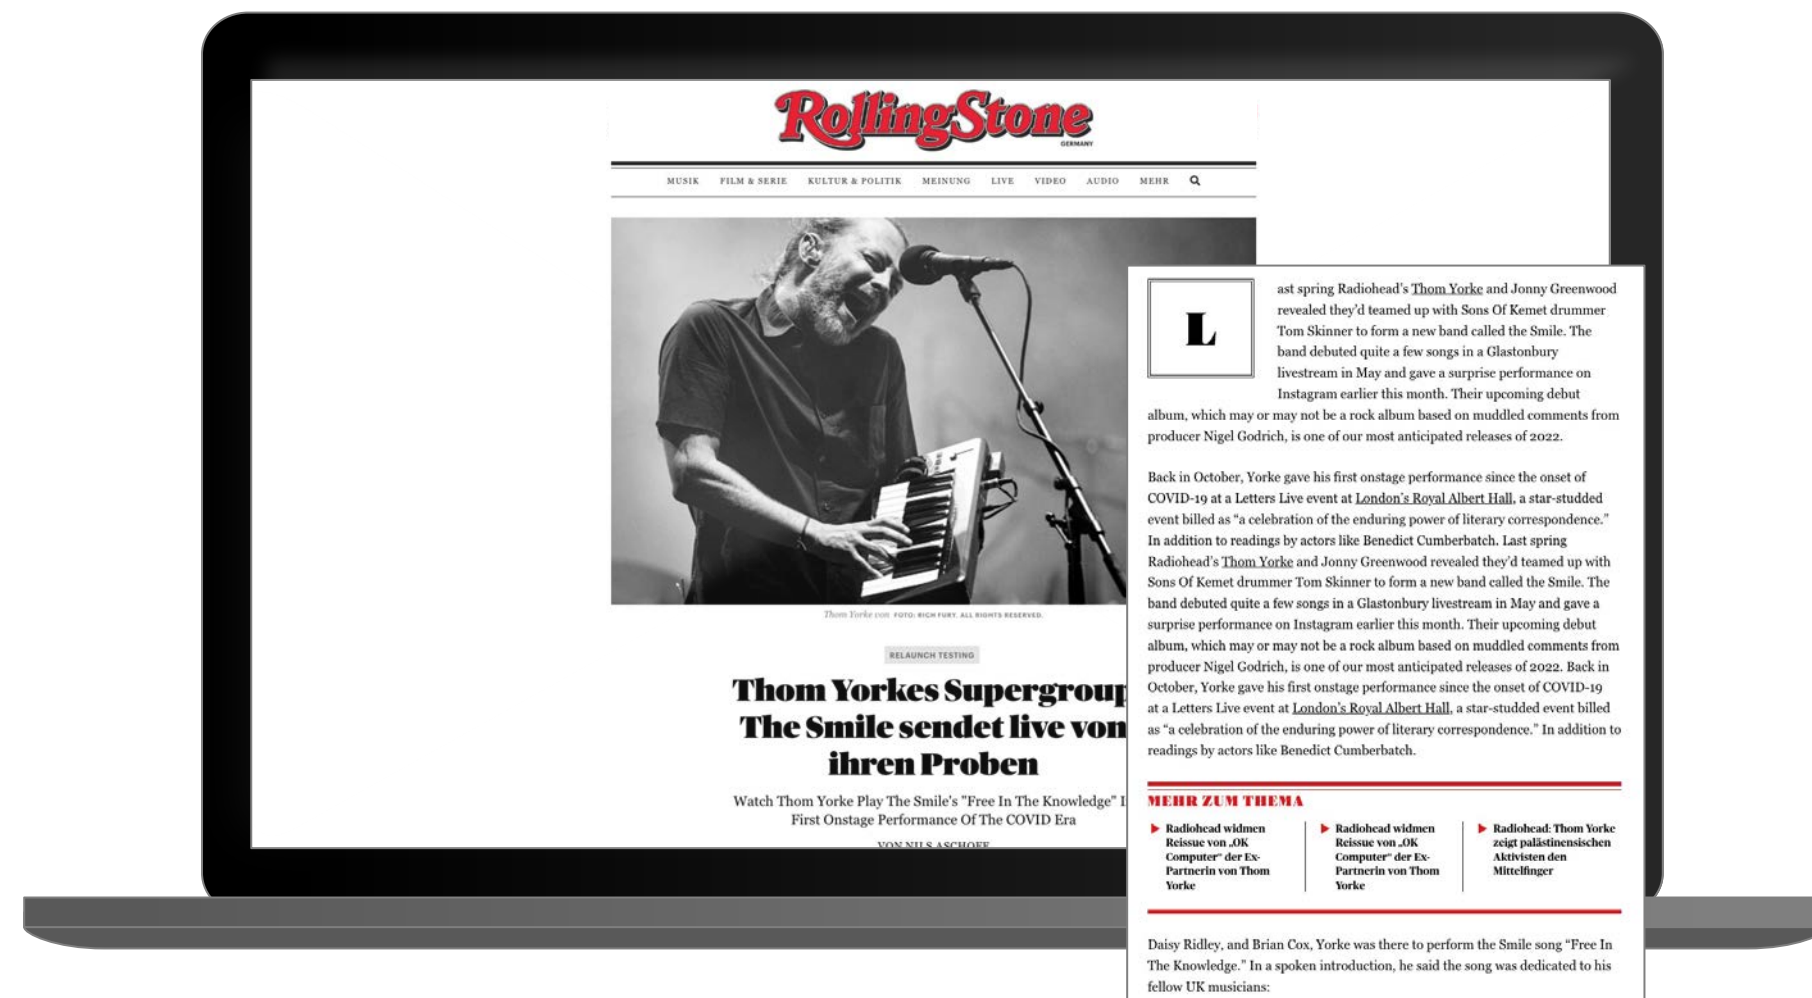 RollingStone
GERMANY
MUSIK FILM & SERIE KULTUR & POLITIK MEINUNG LIVE VIDEO AUDIO MEHR
Thom Yorke von FOTO: RICH FURY. ALL RIGHTS RESERVED.
RELAUNCH TESTING
Thom Yorkes Supergroup
The Smile sendet live von
ihren Proben
Watch Thom Yorke Play The Smile's "Free In The Knowledge"
First Onstage Performance Of The COVID Era
VON NILS ASCHOFF
L
ast spring Radiohead’s Thom Yorke and Jonny Greenwood
revealed they’d teamed up with Sons Of Kemet drummer
Tom Skinner to form a new band called the Smile. The
band debuted quite a few songs in a Glastonbury
livestream in May and gave a surprise performance on
Instagram earlier this month. Their upcoming debut
album, which may or may not be a rock album based on muddled comments from
producer Nigel Godrich, is one of our most anticipated releases of 2022.
Back in October, Yorke gave his first onstage performance since the onset of
COVID-19 at a Letters Live event at London’s Royal Albert Hall, a star-studded
event billed as “a celebration of the enduring power of literary correspondence.”
In addition to readings by actors like Benedict Cumberbatch. Last spring
Radiohead’s Thom Yorke and Jonny Greenwood revealed they’d teamed up with
Sons Of Kemet drummer Tom Skinner to form a new band called the Smile. The
band debuted quite a few songs in a Glastonbury livestream in May and gave a
surprise performance on Instagram earlier this month. Their upcoming debut
album, which may or may not be a rock album based on muddled comments from
producer Nigel Godrich, is one of our most anticipated releases of 2022. Back in
October, Yorke gave his first onstage performance since the onset of COVID-19
at a Letters Live event at London’s Royal Albert Hall, a star-studded event billed
as “a celebration of the enduring power of literary correspondence.” In addition to
readings by actors like Benedict Cumberbatch.
MEHR ZUM THEMA
Radiohead widmen
Reissue von „OK
Computer“ der Ex-
Partnerin von Thom
Yorke
Radiohead widmen
Reissue von „OK
Computer“ der Ex-
Partnerin von Thom
Yorke
Radiohead: Thom Yorke
zeigt palästinensischen
Aktivisten den
Mittelfinger
Daisy Ridley, and Brian Cox, Yorke was there to perform the Smile song “Free In
The Knowledge.” In a spoken introduction, he said the song was dedicated to his
fellow UK musicians: